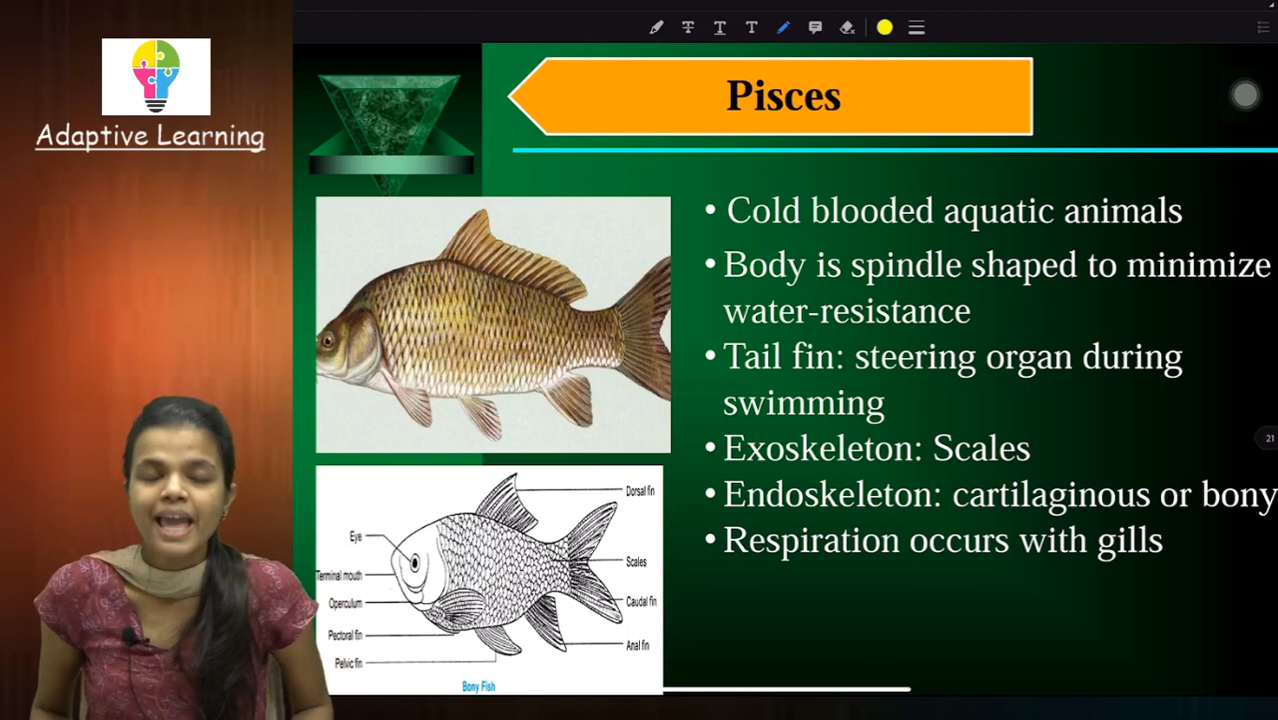 Adaptive Learning
T T T
Pisces
• Cold blooded aquatic animals
• Body is spindle shaped to minimize
water-resistance
• Tail fin: steering organ during
swimming
• Exoskeleton: Scales
• Endoskeleton: cartilaginous or bony
• Respiration occurs with gills
21
Dorsal fin
Eye
Scales
Terminal mouth
Operculum
Caudal fin
Pectoral fin
Anal fin
Pelvic fin
Bony Fish